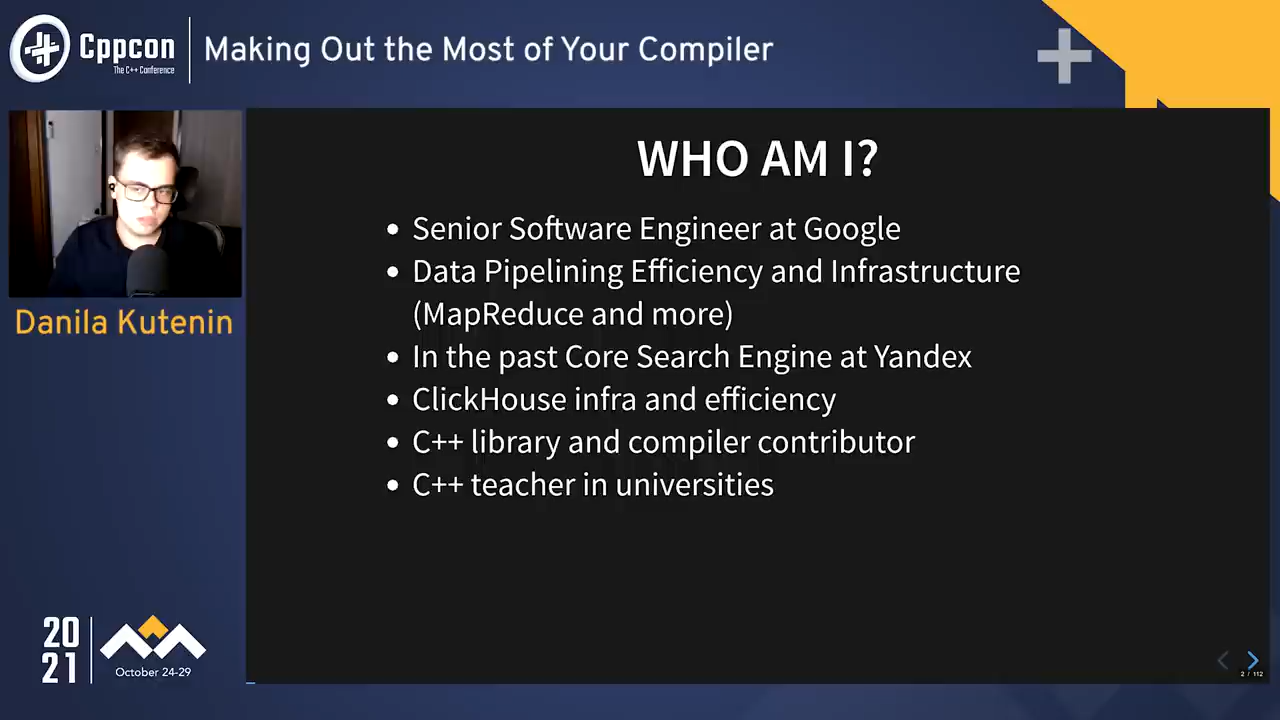 Cppcon
The C++ Conference
Making Out the Most of Your Compiler
Danila Kutenin
WHO AM I?
• Senior Software Engineer at Google
• Data Pipelining Efficiency and Infrastructure
(MapReduce and more)
• In the past Core Search Engine at Yandex
• ClickHouse infra and efficiency
• C++ library and compiler contributor
• C++ teacher in universities
20
21
October 24-29
2 / 112